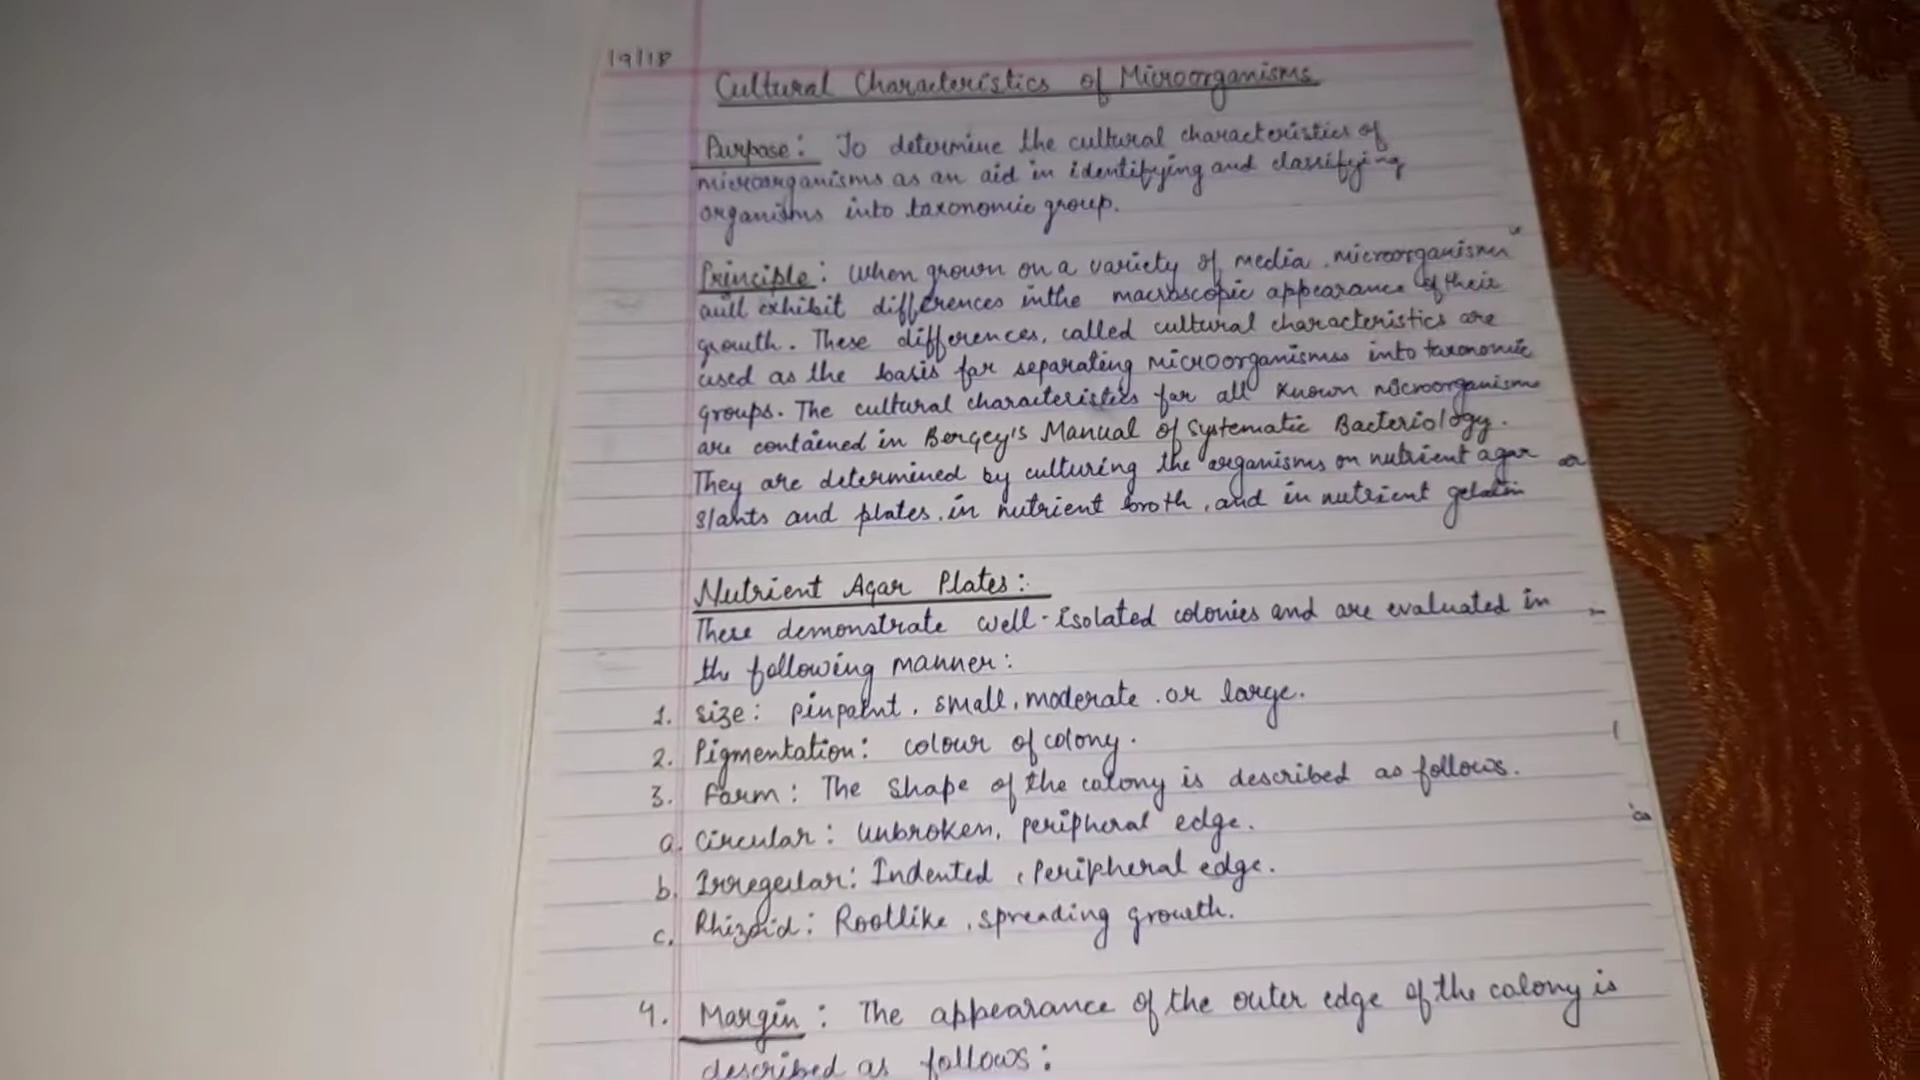 19/18
Cultural Characteristics of Microorganisms
Purpose: To determine the cultural characteristics of
microorganisms as an aid in identifying and classifying
organisms into taxonomic group.
Principle: When grown on a variety of media, microorganisms
will exhibit differences in the macroscopic appearance of their
growth. These differences, called cultural characteristics are
used as the basis for separating microorganismss into taxonomic
groups. The cultural characteristics for all known microorganisms
are contained in Bergey's Manual of Systematic Bacteriology.
They are determined by culturing the organisms on nutrient agar
slants and plates, in nutrient broth, and in nutrient gelatin
Nutrient Agar Plates:
These demonstrate well-isolated colonies and are evaluated in
the following manner:
1. Size: pinpoint, small, moderate, or large.
2. Pigmentation: colour of colony.
3. Form: The shape of the colony is described as follows.
a. Circular: unbroken, peripheral edge.
b. Irregular: Indented, Peripheral edge.
c. Rhizoid: Rootlike, spreading growth.
4. Margin: The appearance of the outer edge of the colony is
described as follows: